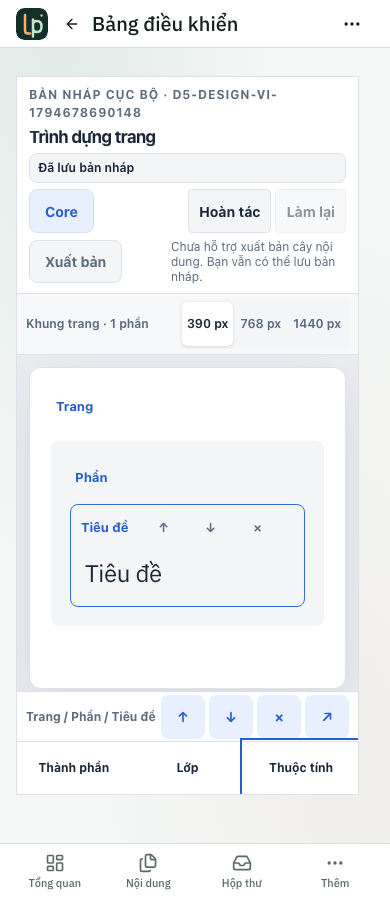 lp
Bảng điều khiển
BẢN NHÁP CỤC BỘ · D5-DESIGN-VI-
1794678690148
Trình dựng trang
Đã lưu bản nháp
Core
Hoàn tác
Làm lại
Xuất bản
Chưa hỗ trợ xuất bản cây nội
dung. Bạn vẫn có thể lưu bản
nháp.
Khung trang · 1 phần
390 px
768 px
1440 px
Trang
Phần
Tiêu đề
Tiêu đề
Trang / Phần / Tiêu đề
Thành phần
Lớp
Thuộc tính
Tổng quan
Nội dung
Hộp thư
Thêm